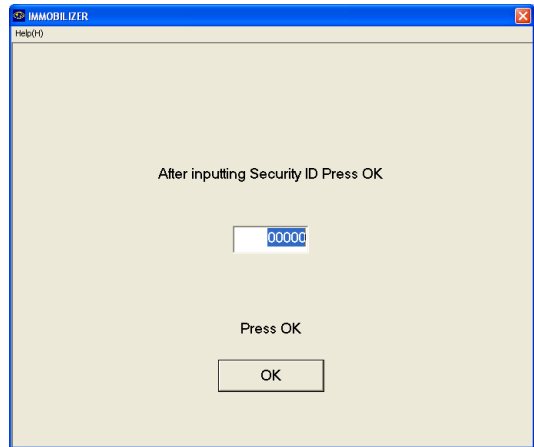 IMMOBILIZER
Help(H)
After inputting Security ID Press OK
00000
Press OK
OK